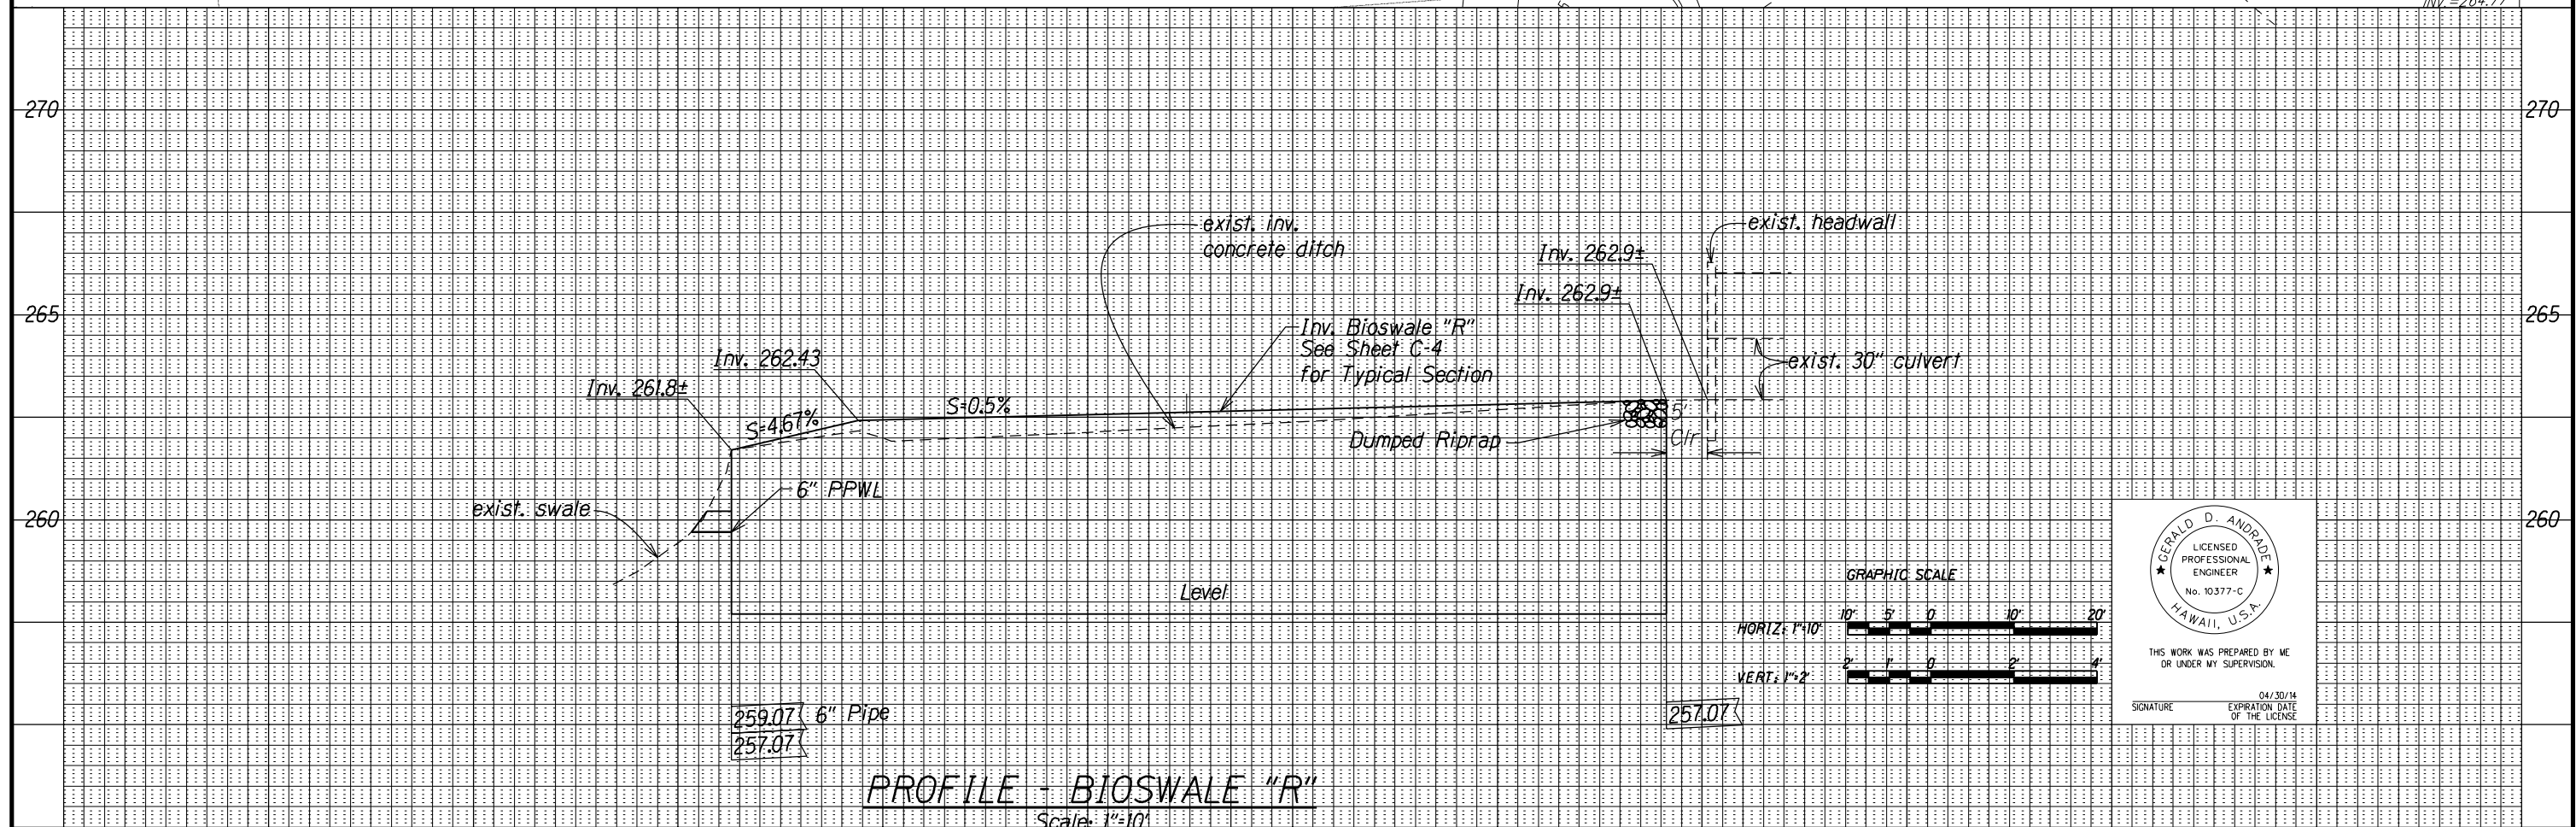 INV.=264.77
270
270
exist. inv.
concrete ditch
exist. headwall
Inv. 262.9±
Inv. 262.9±
265
265
Inv. Bioswale "R"
See Sheet C-4
for Typical Section
exist. 30" culvert
Inv. 262.43
Inv. 261.8±
S=0.5%
S=4.67%
5'
Clr
Dumped Riprap
6" PPWL
exist. swale
260
260
Level
GRAPHIC SCALE
10' 5' 0 10' 20'
HORIZ: 1"=10'
2' 1' 0 2' 4'
VERT: 1"=2'
GERALD D. ANDRADE
LICENSED
PROFESSIONAL
ENGINEER
No. 10377-C
HAWAII, U.S.A.
THIS WORK WAS PREPARED BY ME
OR UNDER MY SUPERVISION.
04/30/14
SIGNATURE EXPIRATION DATE
OF THE LICENSE
259.07 6" Pipe
257.07
257.07
PROFILE - BIOSWALE "R"
Scale: 1"=10'